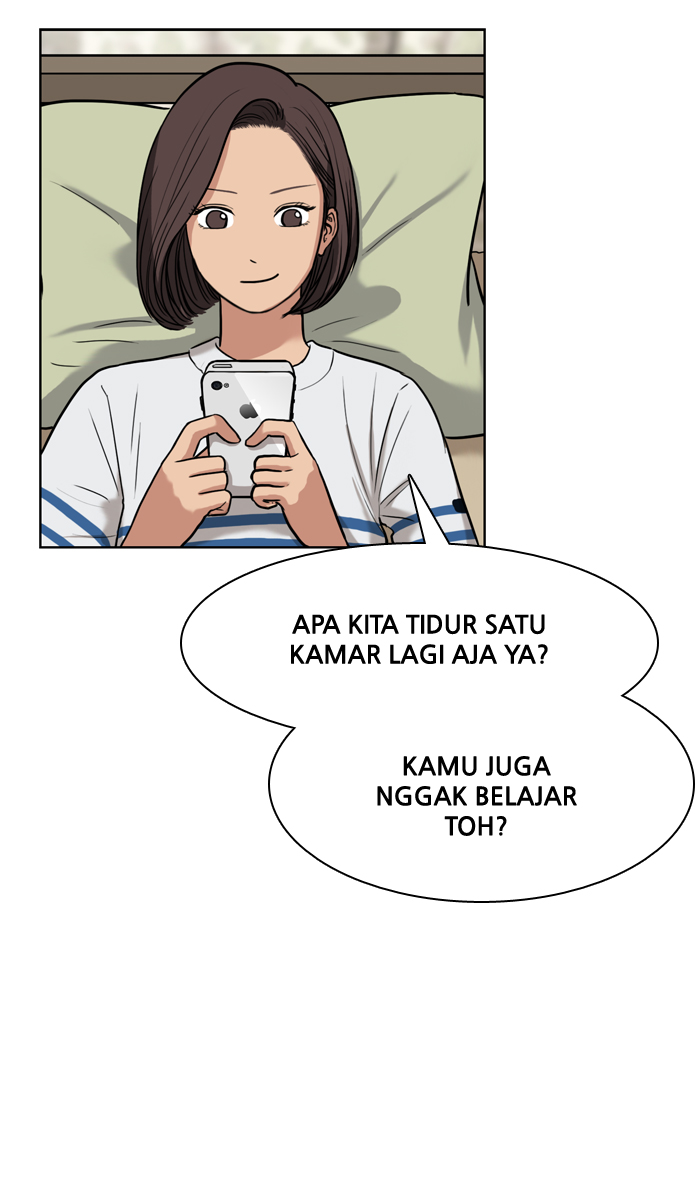 APA KITA TIDUR SATU
KAMAR LAGI AJA YA?
KAMU JUGA
NGGAK BELAJAR
TOH?